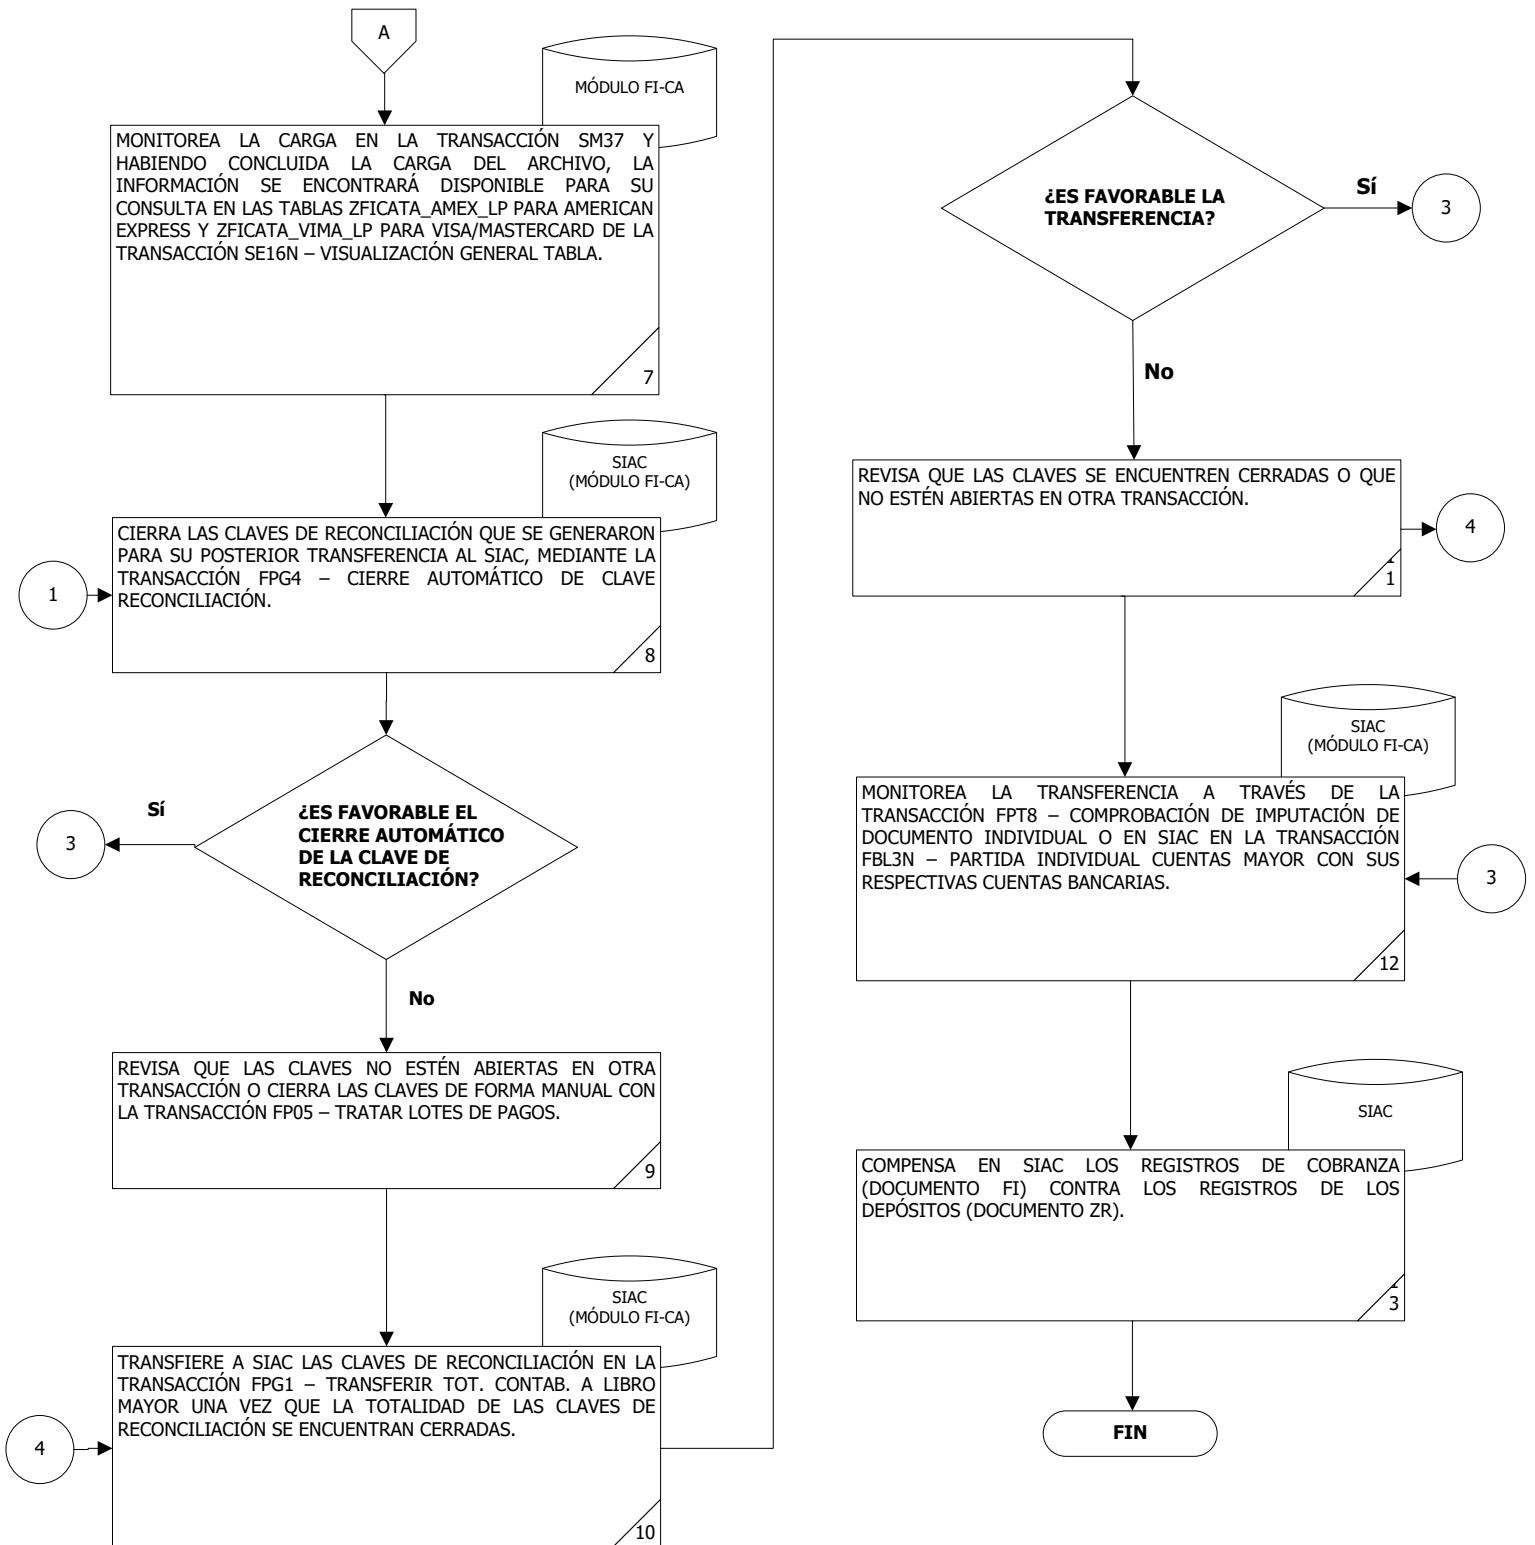 A
MÓDULO FI-CA
MONITOREA LA CARGA EN LA TRANSACCIÓN SM37 Y
HABIENDO CONCLUIDA LA CARGA DEL ARCHIVO, LA
INFORMACIÓN SE ENCONTRARÁ DISPONIBLE PARA SU
CONSULTA EN LAS TABLAS ZFICATA_AMEX_LP PARA AMERICAN
EXPRESS Y ZFICATA_VIMA_LP PARA VISA/MASTERCARD DE LA
TRANSACCIÓN SE16N – VISUALIZACIÓN GENERAL TABLA.
7
SIAC
(MÓDULO FI-CA)
CIERRA LAS CLAVES DE RECONCILIACIÓN QUE SE GENERARON
PARA SU POSTERIOR TRANSFERENCIA AL SIAC, MEDIANTE LA
TRANSACCIÓN FPG4 – CIERRE AUTOMÁTICO DE CLAVE
RECONCILIACIÓN.
1
8
Sí
3
¿ES FAVORABLE EL
CIERRE AUTOMÁTICO
DE LA CLAVE DE
RECONCILIACIÓN?
No
REVISA QUE LAS CLAVES NO ESTÉN ABIERTAS EN OTRA
TRANSACCIÓN O CIERRA LAS CLAVES DE FORMA MANUAL CON
LA TRANSACCIÓN FP05 – TRATAR LOTES DE PAGOS.
9
SIAC
(MÓDULO FI-CA)
TRANSFIERE A SIAC LAS CLAVES DE RECONCILIACIÓN EN LA
TRANSACCIÓN FPG1 – TRANSFERIR TOT. CONTAB. A LIBRO
MAYOR UNA VEZ QUE LA TOTALIDAD DE LAS CLAVES DE
RECONCILIACIÓN SE ENCUENTRAN CERRADAS.
4
10
¿ES FAVORABLE LA
TRANSFERENCIA?
Sí
3
No
REVISA QUE LAS CLAVES SE ENCUENTREN CERRADAS O QUE
NO ESTÉN ABIERTAS EN OTRA TRANSACCIÓN.
4
1
1
SIAC
(MÓDULO FI-CA)
MONITOREA LA TRANSFERENCIA A TRAVÉS DE LA
TRANSACCIÓN FPT8 – COMPROBACIÓN DE IMPUTACIÓN DE
DOCUMENTO INDIVIDUAL O EN SIAC EN LA TRANSACCIÓN
FBL3N – PARTIDA INDIVIDUAL CUENTAS MAYOR CON SUS
RESPECTIVAS CUENTAS BANCARIAS.
3
12
SIAC
COMPENSA EN SIAC LOS REGISTROS DE COBRANZA
(DOCUMENTO FI) CONTRA LOS REGISTROS DE LOS
DEPÓSITOS (DOCUMENTO ZR).
1
3
FIN